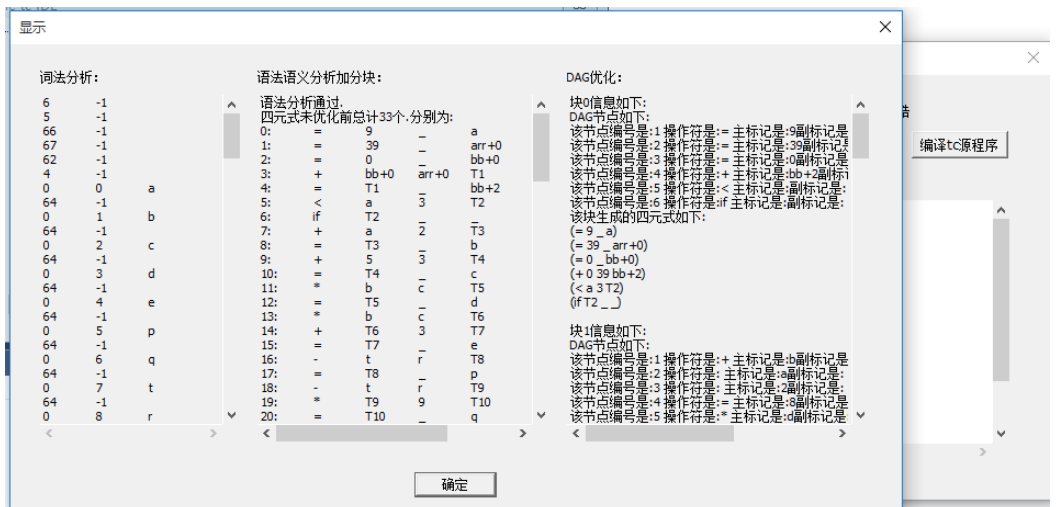 显示
词法分析：
6 -1
5 -1
66 -1
67 -1
62 -1
4 -1
0 0 a
64 -1
0 1 b
64 -1
0 2 c
64 -1
0 3 d
64 -1
0 4 e
64 -1
0 5 p
64 -1
0 6 q
64 -1
0 7 t
64 -1
0 8 r
语法语义分析加分块：
语法分析通过.
四元式未优化前总计33个.分别为:
0: = 9 _ a
1: = 39 _ arr+0
2: = 0 _ bb+0
3: + bb+0 arr+0 T1
4: = T1 _ bb+2
5: < a 3 T2
6: if T2 _ _
7: + a 2 T3
8: = T3 _ b
9: + 5 3 T4
10: = T4 _ c
11: * b c T5
12: = T5 _ d
13: * b c T6
14: + T6 3 T7
15: = T7 _ e
16: - t r T8
17: = T8 _ p
18: - t r T9
19: * T9 9 T10
20: = T10 _ q
DAG优化：
块0信息如下:
DAG节点如下:
该节点编号是:1 操作符是:= 主标记是:9副标记是
该节点编号是:2 操作符是:= 主标记是:39副标记是
该节点编号是:3 操作符是:= 主标记是:0副标记是
该节点编号是:4 操作符是:+ 主标记是:bb+2副标记
该节点编号是:5 操作符是:< 主标记是:副标记是:
该节点编号是:6 操作符是:if 主标记是:副标记是:
该块生成的四元式如下:
(= 9 _ a)
(= 39 _ arr+0)
(= 0 _ bb+0)
(+ 0 39 bb+2)
(< a 3 T2)
(if T2 _ _)
块1信息如下:
DAG节点如下:
该节点编号是:1 操作符是:+ 主标记是:b副标记是
该节点编号是:2 操作符是: 主标记是:a副标记是:
该节点编号是:3 操作符是: 主标记是:2副标记是:
该节点编号是:4 操作符是:= 主标记是:8副标记是:
该节点编号是:5 操作符是:* 主标记是:d副标记是
确定
编译tc源程序